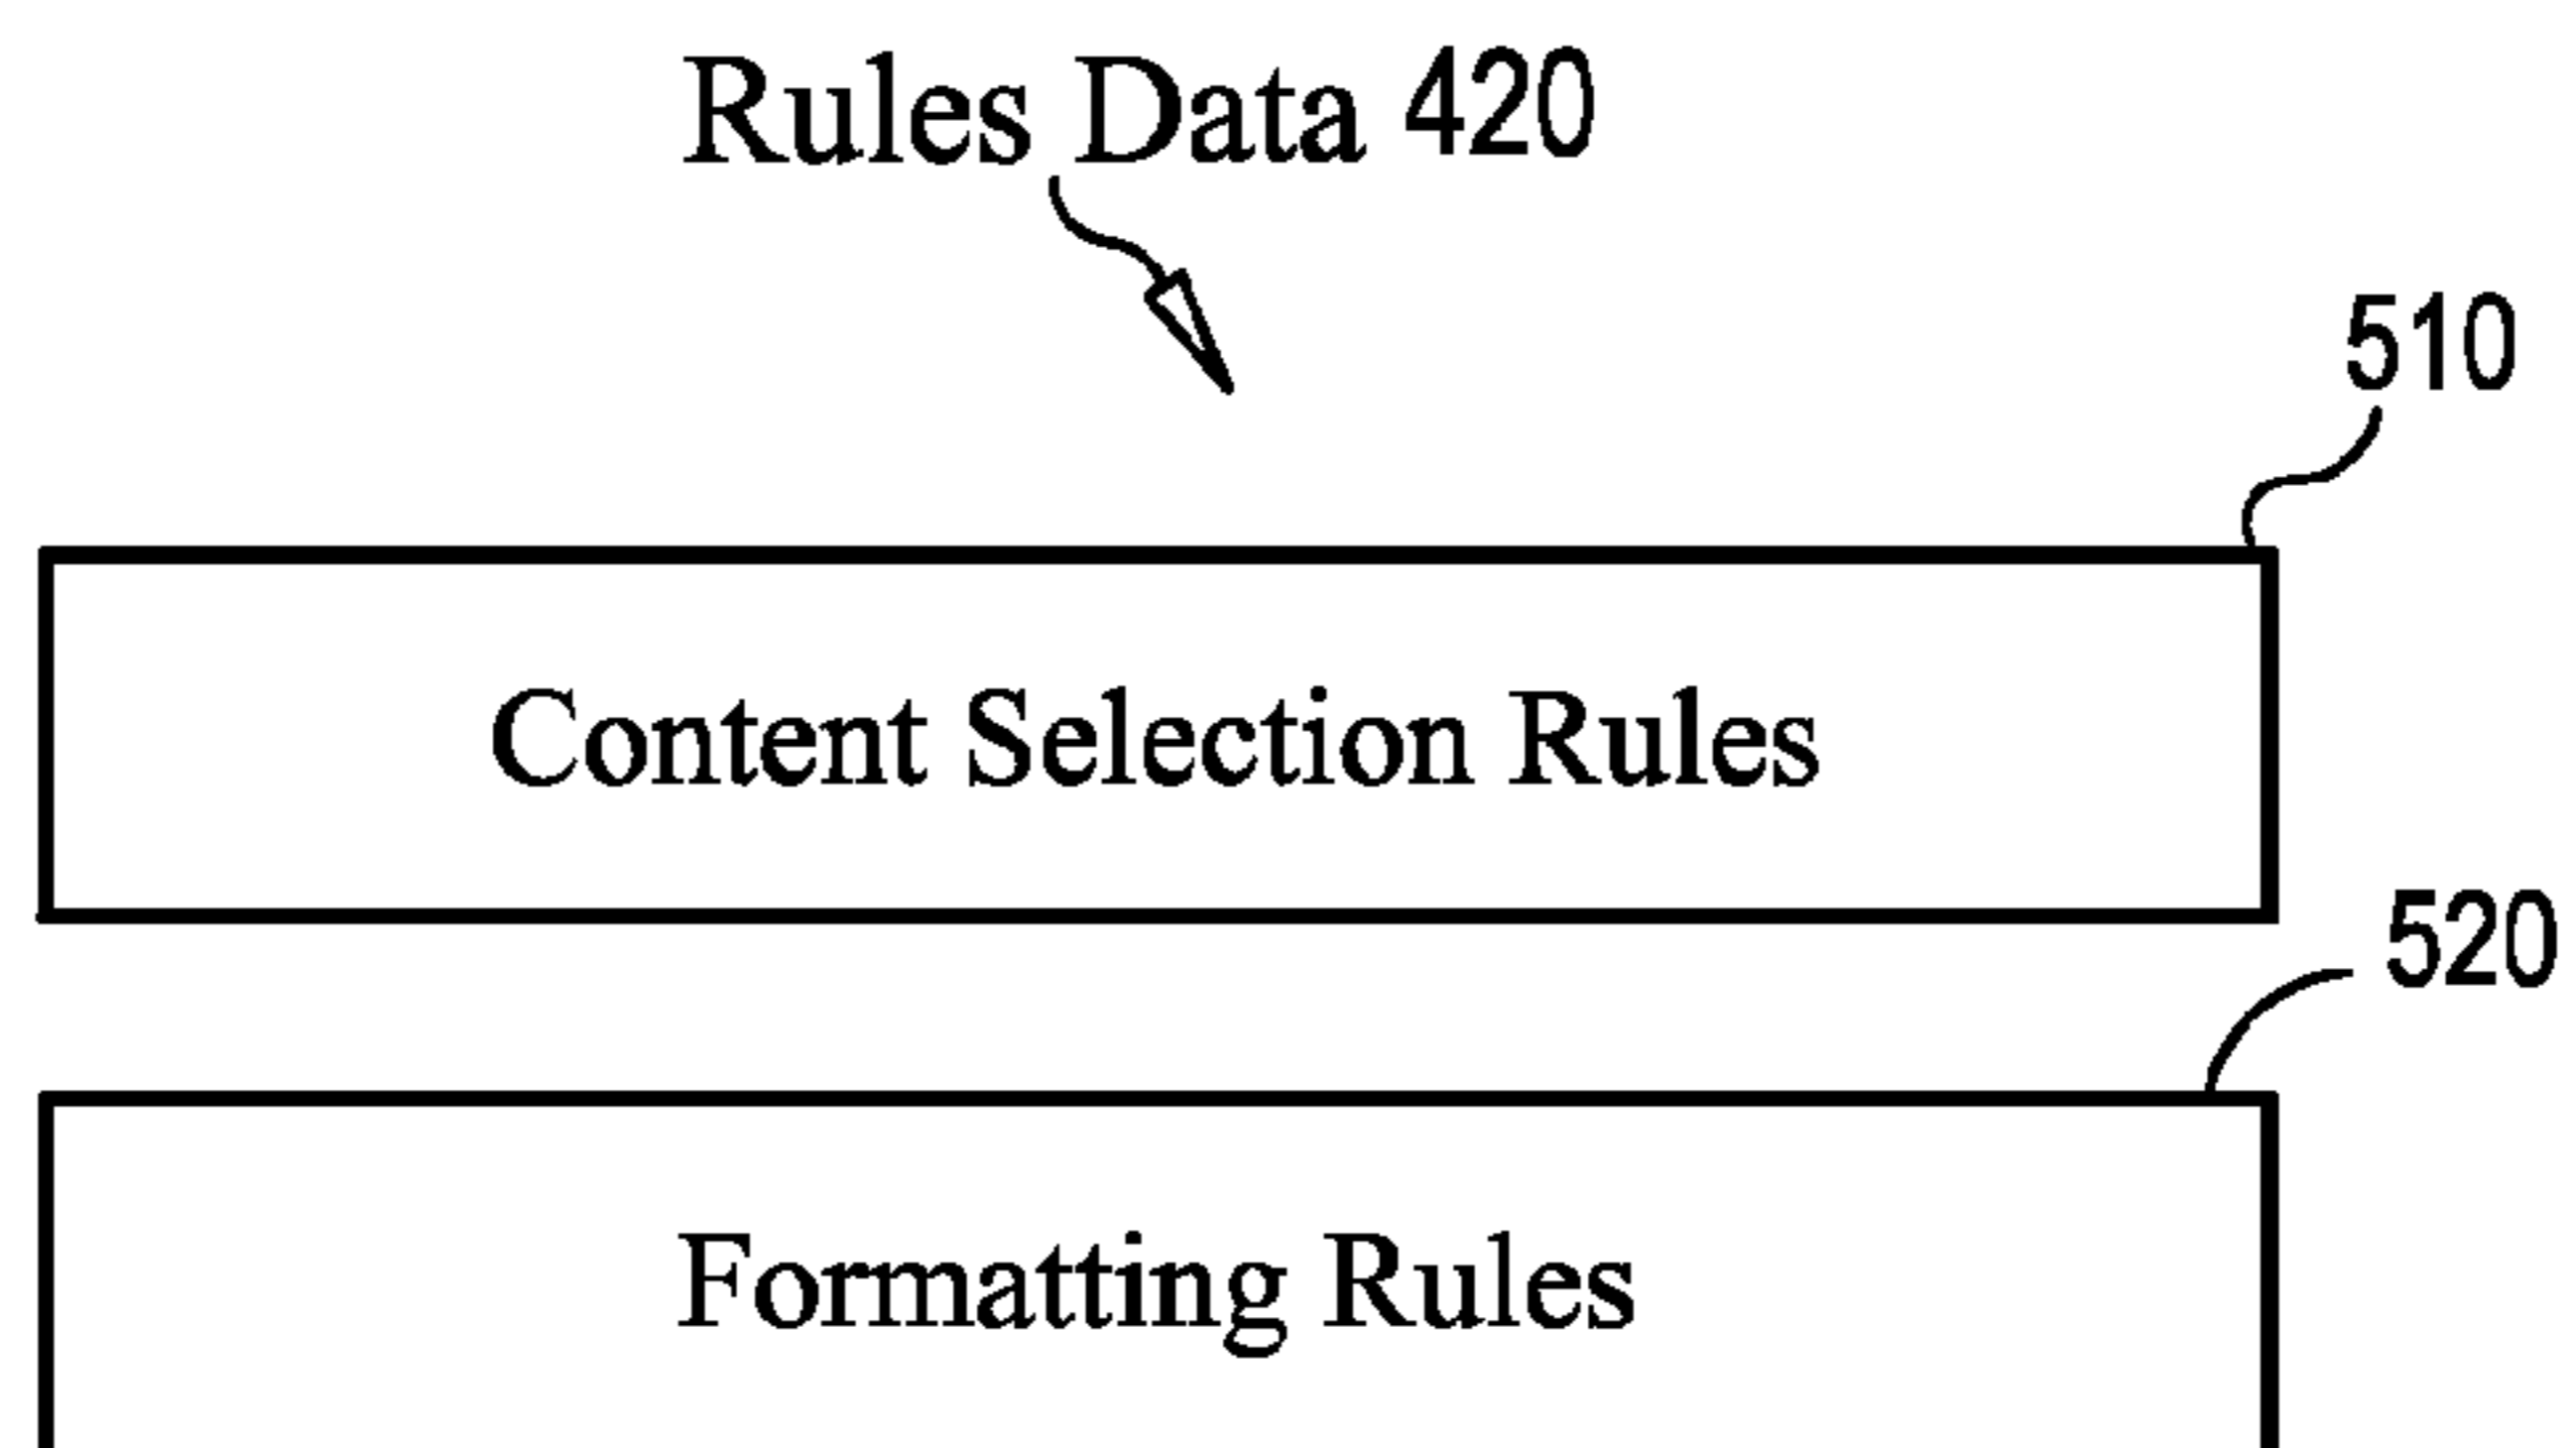 Rules Data 420
510
Content Selection Rules
520
Formatting Rules